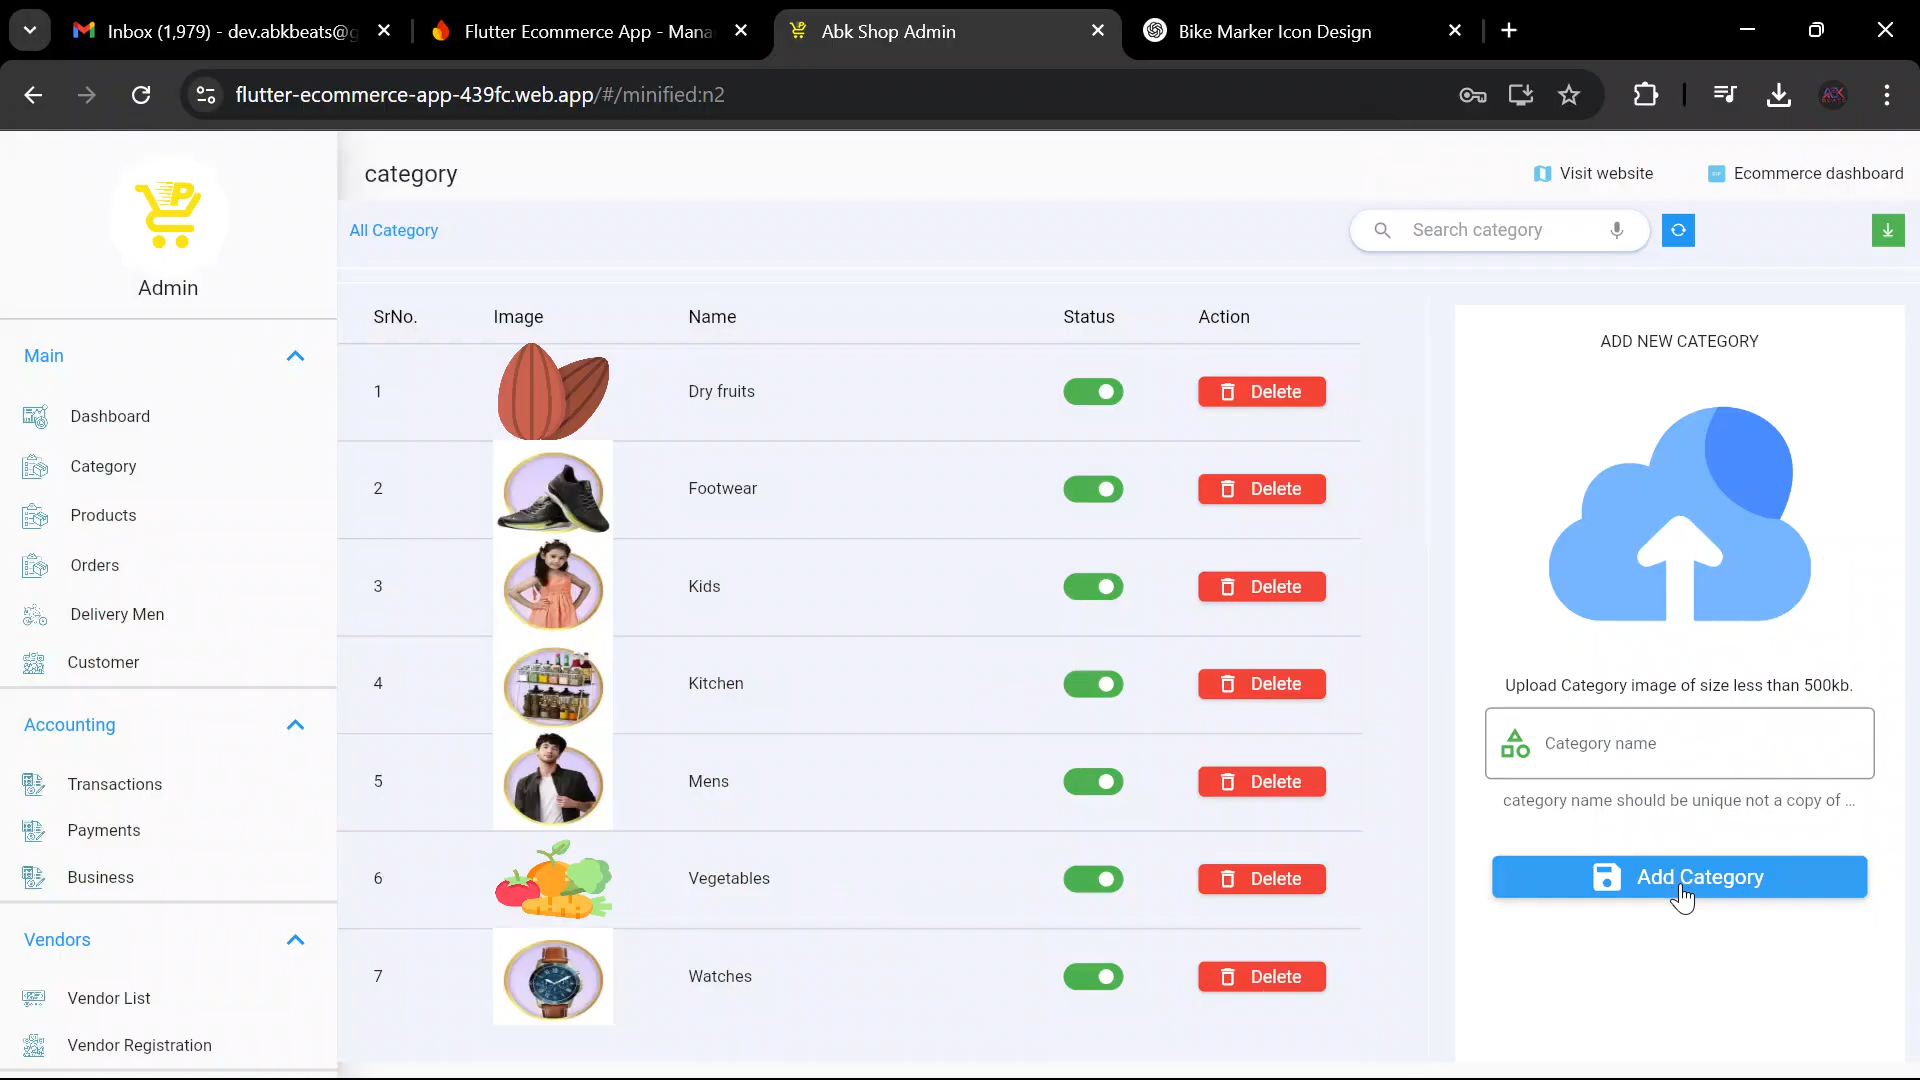 Inbox (1,979) - dev.abkbeats@g
Flutter Ecommerce App - Mana
Abk Shop Admin
Bike Marker Icon Design
flutter-ecommerce-app-439fc.web.app/#/minified:n2
Admin
Main
Dashboard
Category
Products
Orders
Delivery Men
Customer
Accounting
Transactions
Payments
Business
Vendors
Vendor List
Vendor Registration
category
Visit website
Ecommerce dashboard
All Category
Search category
SrNo. Image Name Status Action
1 Dry fruits Delete
2 Footwear Delete
3 Kids Delete
4 Kitchen Delete
5 Mens Delete
6 Vegetables Delete
7 Watches Delete
ADD NEW CATEGORY
Upload Category image of size less than 500kb.
Category name
category name should be unique not a copy of ...
Add Category